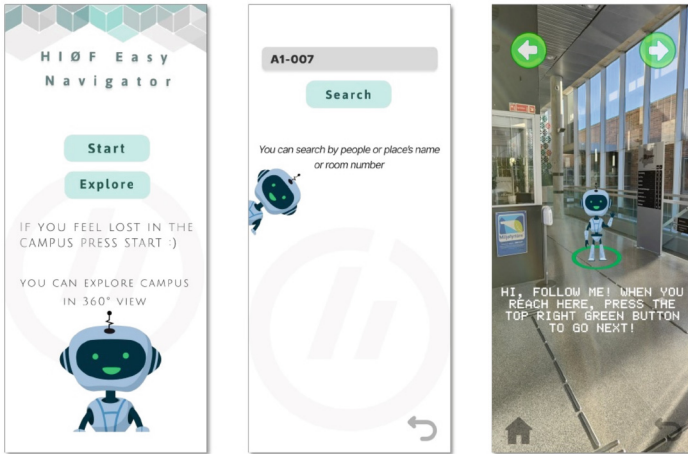 HIØF Easy
Navigator
Start
Explore
IF YOU FEEL LOST IN THE
CAMPUS PRESS START :)
YOU CAN EXPLORE CAMPUS
IN 360° VIEW
A1-007
Search
You can search by people or place's name
or room number
HI, FOLLOW ME! WHEN YOU
REACH HERE, PRESS THE
TOP RIGHT GREEN BUTTON
TO GO NEXT!